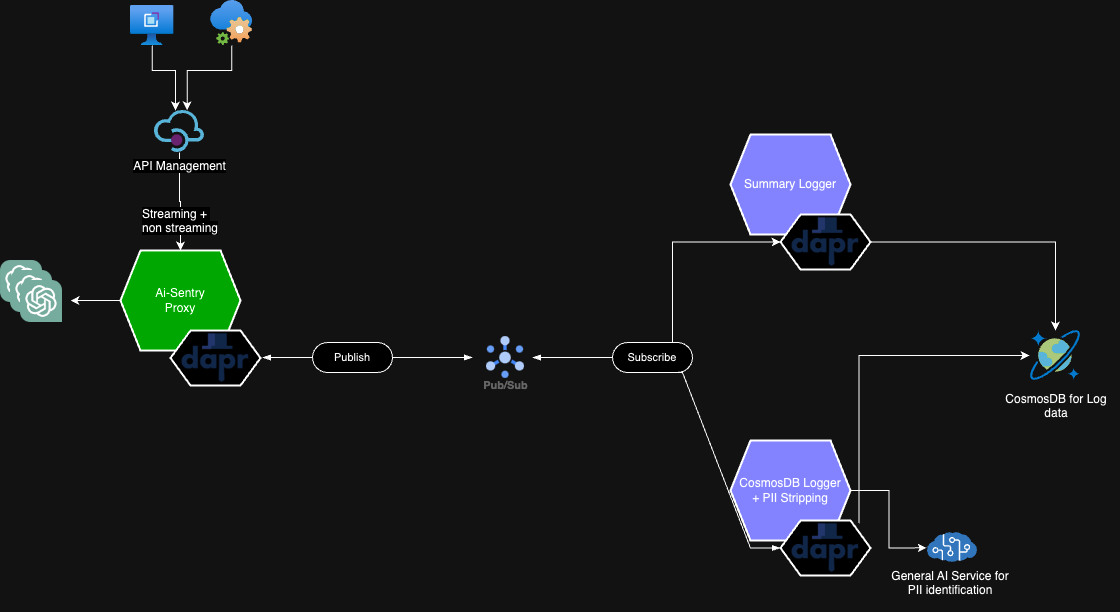 API Management
Streaming +
non streaming
Ai-Sentry
Proxy
dapr
Publish
Pub/Sub
Subscribe
Summary Logger
dapr
CosmosDB for Log
data
CosmosDB Logger
+ PII Stripping
dapr
General AI Service for
PII identification